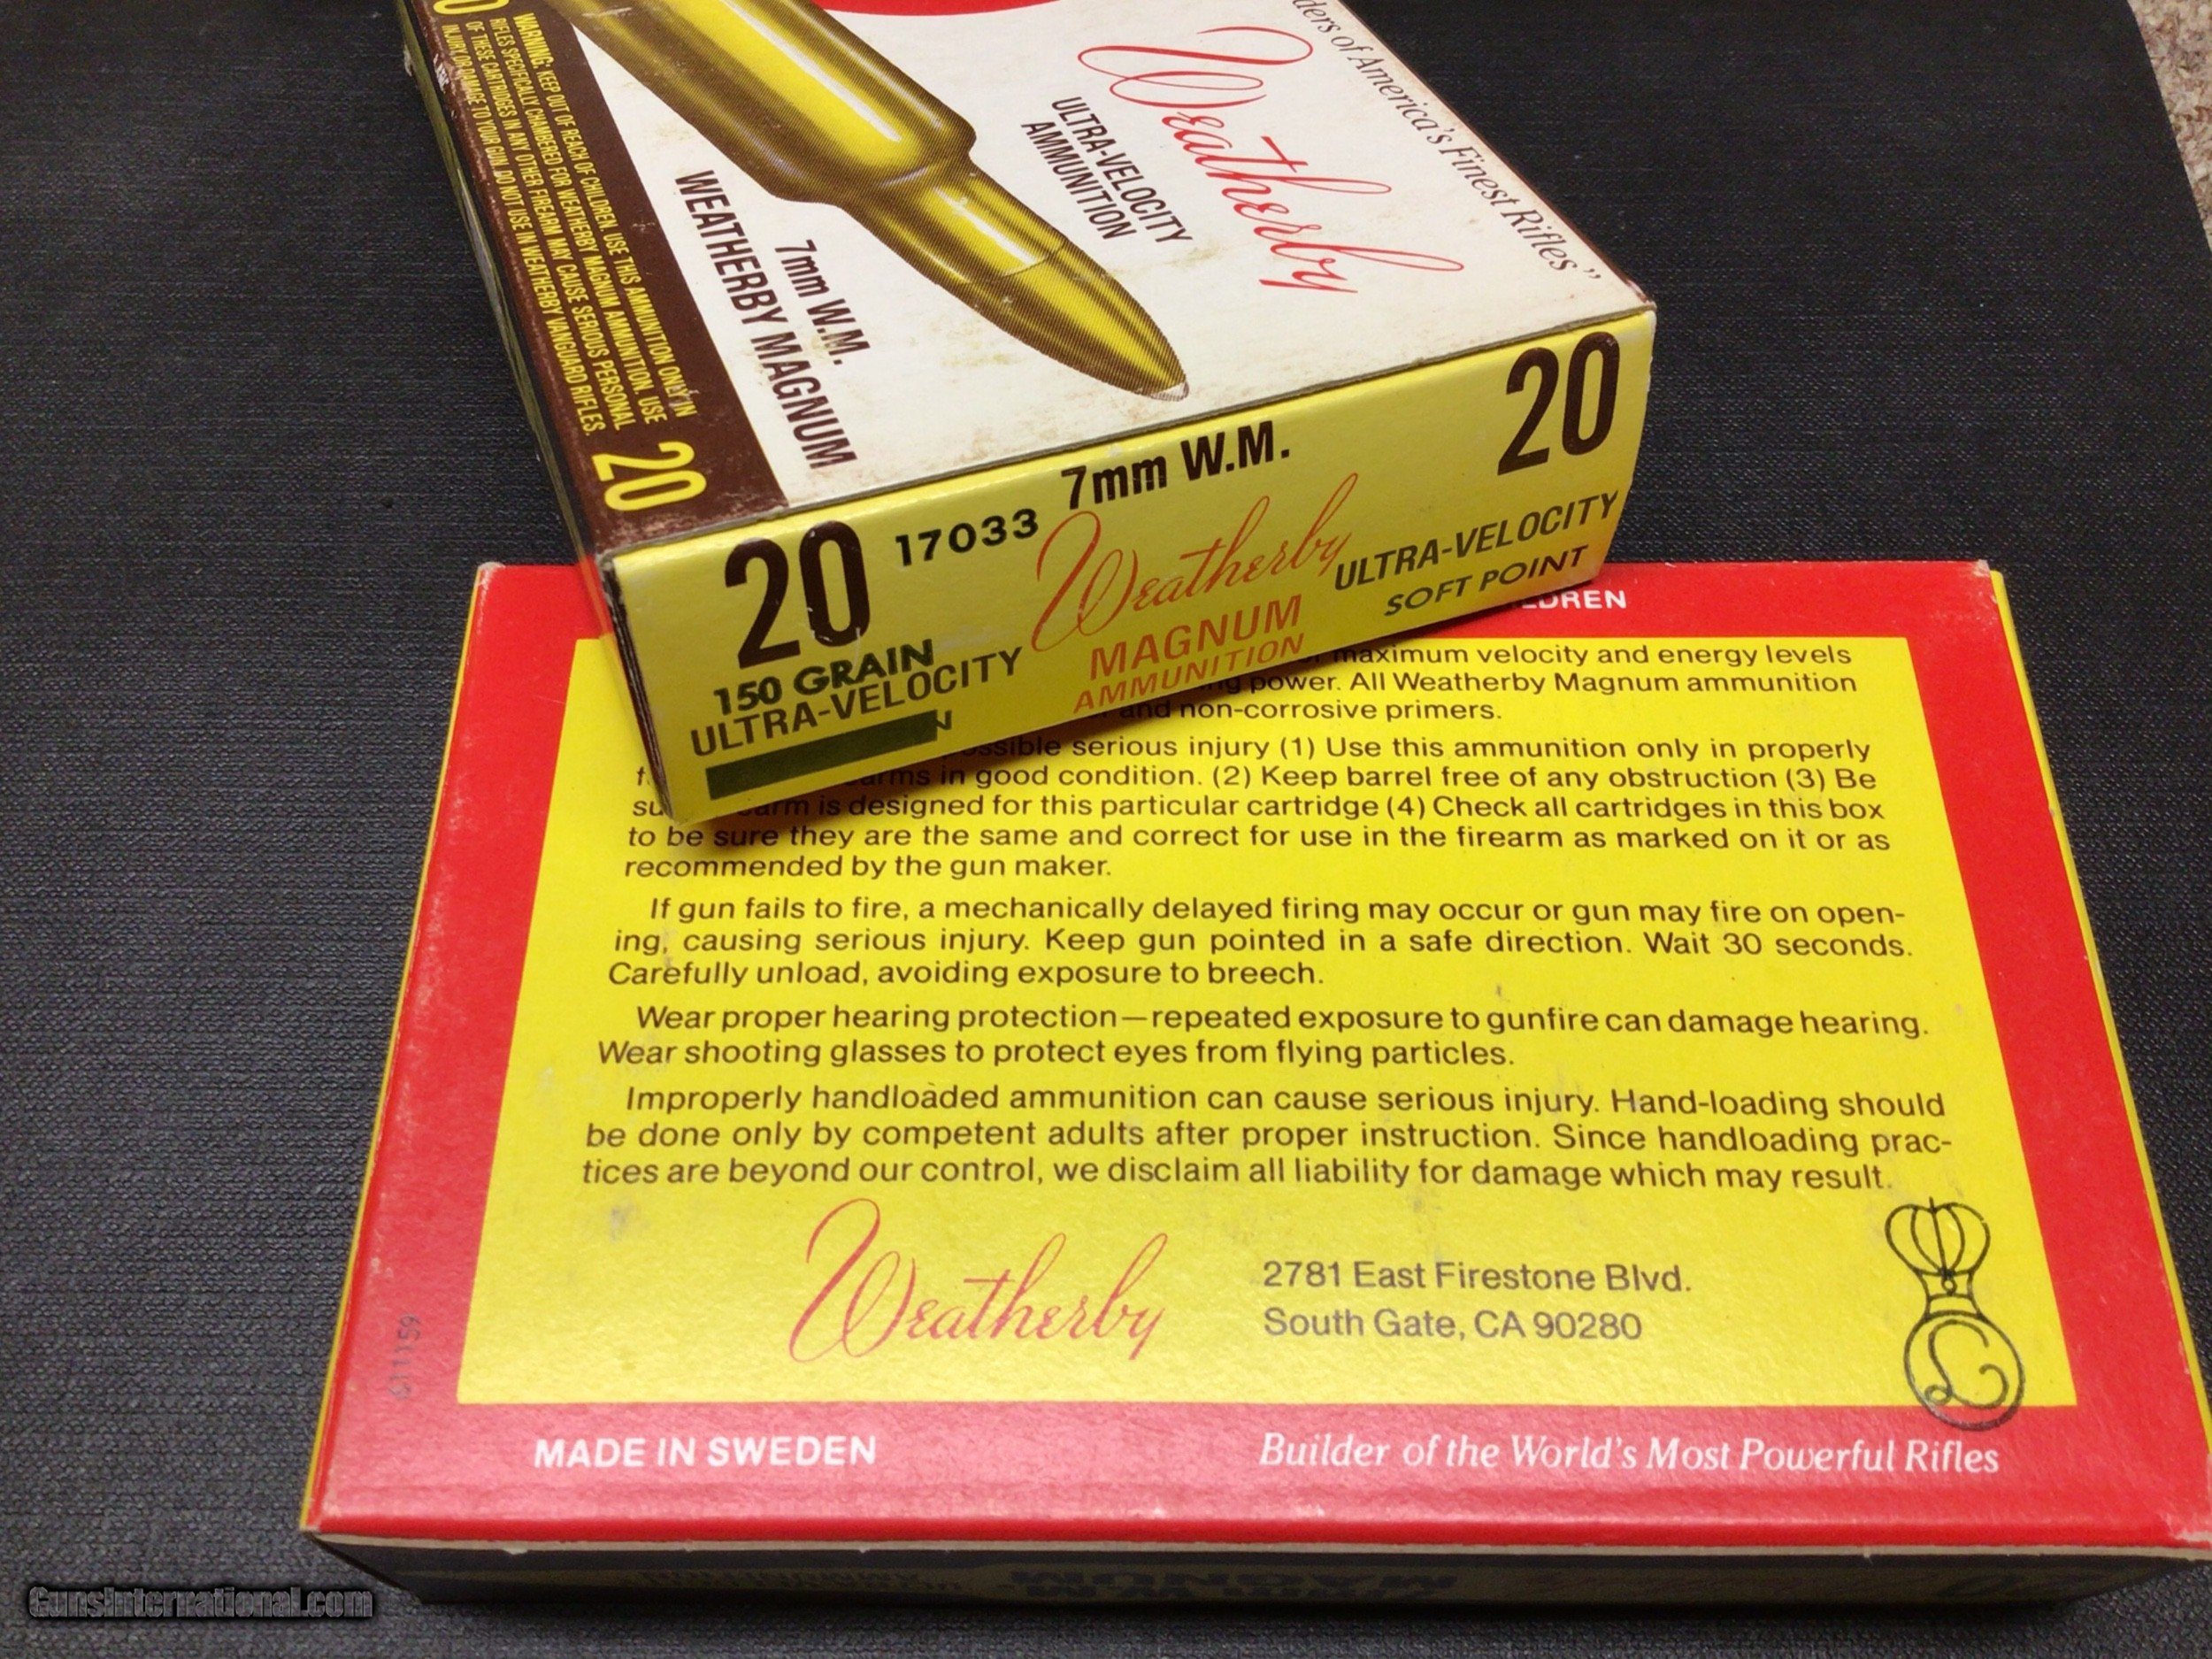 ders of America's Finest Rifles"
Weatherby
ULTRA-VELOCITY
AMMUNITION
7mm W.M.
WEATHERBY MAGNUM
WARNING: KEEP OUT OF REACH OF CHILDREN. USE THIS AMMUNITION ONLY IN
RIFLES SPECIFICALLY CHAMBERED FOR WEATHERBY MAGNUM AMMUNITION. USE
OF THESE CARTRIDGES IN ANY OTHER FIREARM MAY CAUSE SERIOUS PERSONAL
INJURY OR DAMAGE TO YOUR GUN. DO NOT USE IN WEATHERBY VANGUARD RIFLES.
20
20 17033 7mm W.M. 20
Weatherby
MAGNUM
AMMUNITION
150 GRAIN
ULTRA-VELOCITY
N
ULTRA-VELOCITY
SOFT POINT
LDREN
maximum velocity and energy levels
power. All Weatherby Magnum ammunition
and non-corrosive primers.
serious injury (1) Use this ammunition only in properly
in good condition. (2) Keep barrel free of any obstruction (3) Be
is designed for this particular cartridge (4) Check all cartridges in this box
to be sure they are the same and correct for use in the firearm as marked on it or as
recommended by the gun maker.
If gun fails to fire, a mechanically delayed firing may occur or gun may fire on open-
ing, causing serious injury. Keep gun pointed in a safe direction. Wait 30 seconds.
Carefully unload, avoiding exposure to breech.
Wear proper hearing protection—repeated exposure to gunfire can damage hearing.
Wear shooting glasses to protect eyes from flying particles.
Improperly handloaded ammunition can cause serious injury. Hand-loading should
be done only by competent adults after proper instruction. Since handloading prac-
tices are beyond our control, we disclaim all liability for damage which may result.
Weatherby
2781 East Firestone Blvd.
South Gate, CA 90280
611159
MADE IN SWEDEN
Builder of the World's Most Powerful Rifles
GunsInternational.com